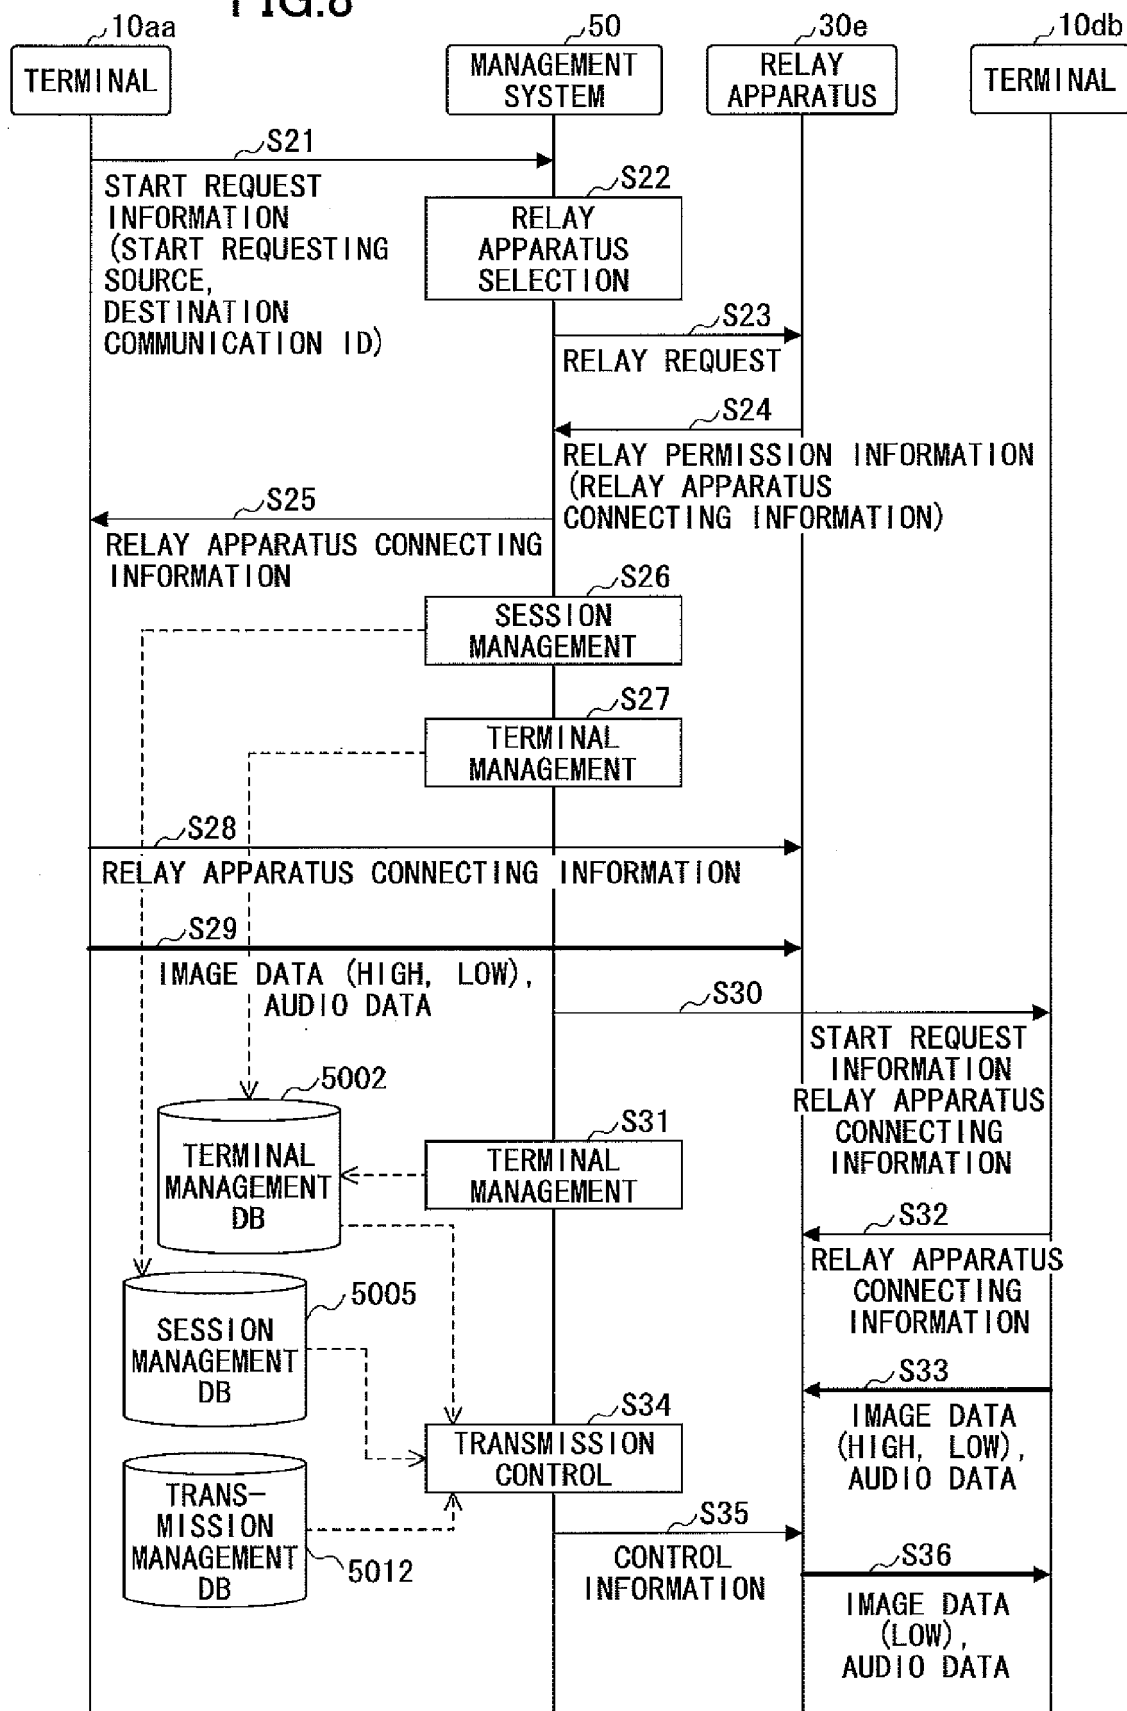 FIG.8
10aa
50
30e
10db
TERMINAL
MANAGEMENT
SYSTEM
RELAY
APPARATUS
TERMINAL
S21
START REQUEST
INFORMATION
(START REQUESTING
SOURCE,
DESTINATION
COMMUNICATION ID)
S22
RELAY
APPARATUS
SELECTION
S23
RELAY REQUEST
S24
RELAY PERMISSION INFORMATION
(RELAY APPARATUS
CONNECTING INFORMATION)
S25
RELAY APPARATUS CONNECTING
INFORMATION
S26
SESSION
MANAGEMENT
S27
TERMINAL
MANAGEMENT
S28
RELAY APPARATUS CONNECTING INFORMATION
S29
IMAGE DATA (HIGH, LOW),
AUDIO DATA
S30
START REQUEST
INFORMATION
RELAY APPARATUS
CONNECTING
INFORMATION
5002
TERMINAL
MANAGEMENT
DB
S31
TERMINAL
MANAGEMENT
S32
RELAY APPARATUS
CONNECTING
INFORMATION
5005
SESSION
MANAGEMENT
DB
S33
IMAGE DATA
(HIGH, LOW),
AUDIO DATA
S34
TRANSMISSION
CONTROL
TRANS-
MISSION
MANAGEMENT
DB
5012
S35
CONTROL
INFORMATION
S36
IMAGE DATA
(LOW),
AUDIO DATA